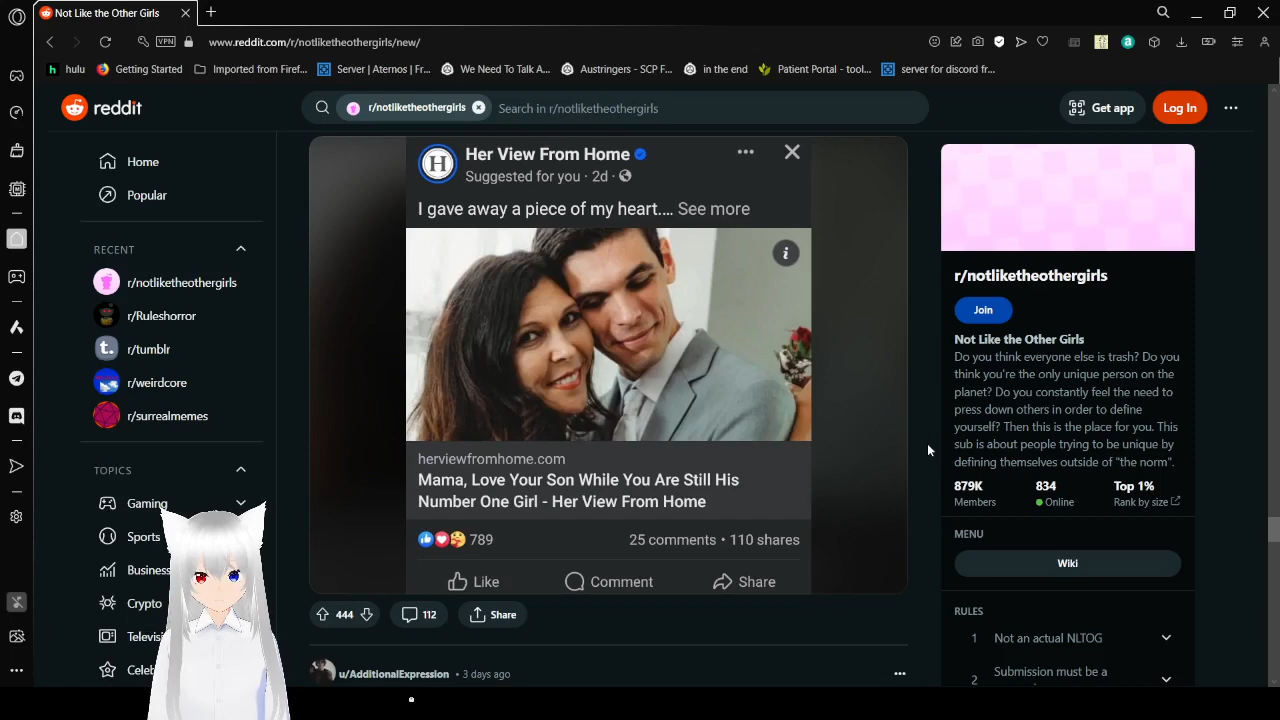 Not Like the Other Girls
VPN
www.reddit.com/r/notliketheothergirls/new/
hulu
Getting Started
Imported from Firef...
Server | Aternos | Fr...
We Need To Talk A...
Austringers - SCP F...
in the end
Patient Portal - tool...
server for discord fr...
reddit
r/notliketheothergirls
Search in r/notliketheothergirls
Get app
Log In
Home
Popular
RECENT
r/notliketheothergirls
r/Ruleshorror
r/tumblr
r/weirdcore
r/surrealmemes
TOPICS
Gaming
Sports
Business
Crypto
Televisi
Celeb
H
Her View From Home
Suggested for you · 2d ·
I gave away a piece of my heart.... See more
herviewfromhome.com
Mama, Love Your Son While You Are Still His
Number One Girl - Her View From Home
789
25 comments · 110 shares
Like
Comment
Share
444
112
Share
u/AdditionalExpression · 3 days ago
r/notliketheothergirls
Join
Not Like the Other Girls
Do you think everyone else is trash? Do you
think you're the only unique person on the
planet? Do you constantly feel the need to
press down others in order to define
yourself? Then this is the place for you. This
sub is about people trying to be unique by
defining themselves outside of "the norm".
879K
834
Top 1%
Members
Online
Rank by size
MENU
Wiki
RULES
1 Not an actual NLTOG
2 Submission must be a